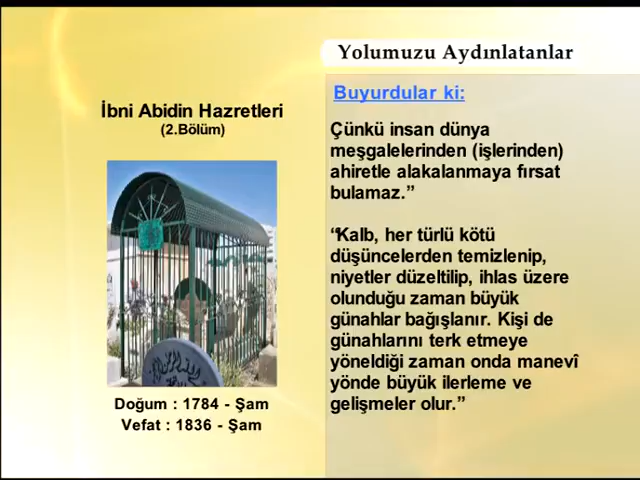 Yolumuzu Aydınlatanlar
İbni Abidin Hazretleri
(2.Bölüm)
Doğum : 1784 - Şam
Vefat : 1836 - Şam
Buyurdular ki:
Çünkü insan dünya
meşgalelerinden (işlerinden)
ahiretle alakalanmaya fırsat
bulamaz.”
“Kalb, her türlü kötü
düşüncelerden temizlenip,
niyetler düzeltilip, ihlas üzere
olunduğu zaman büyük
günahlar bağışlanır. Kişi de
günahlarını terk etmeye
yöneldiği zaman onda manevî
yönde büyük ilerleme ve
gelişmeler olur.”